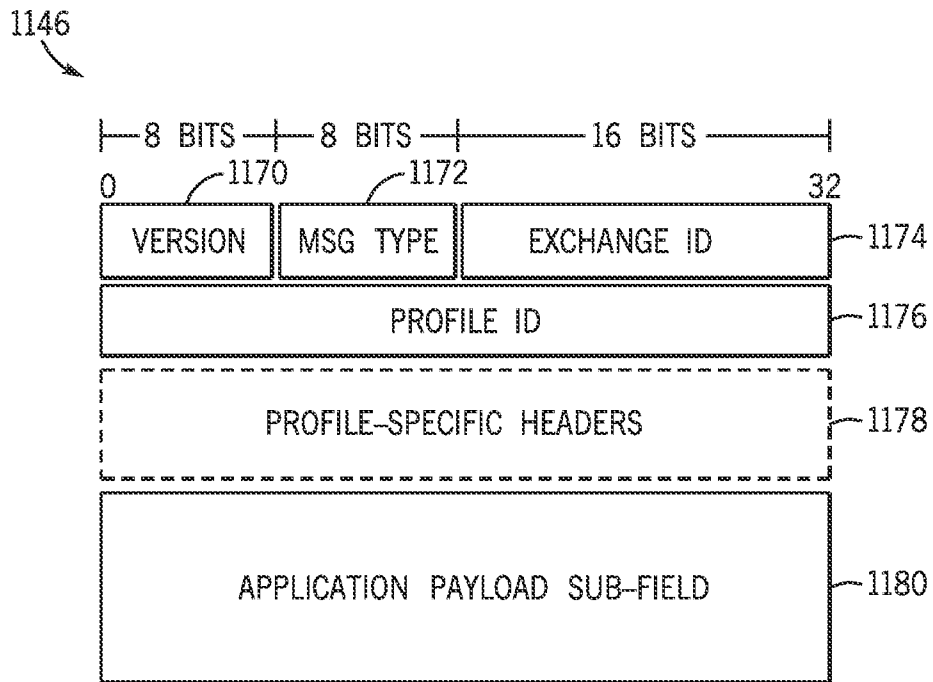 1146
8 BITS 8 BITS 16 BITS
1170 1172
0 32
VERSION MSG TYPE EXCHANGE ID 1174
PROFILE ID 1176
PROFILE-SPECIFIC HEADERS 1178
APPLICATION PAYLOAD SUB-FIELD 1180